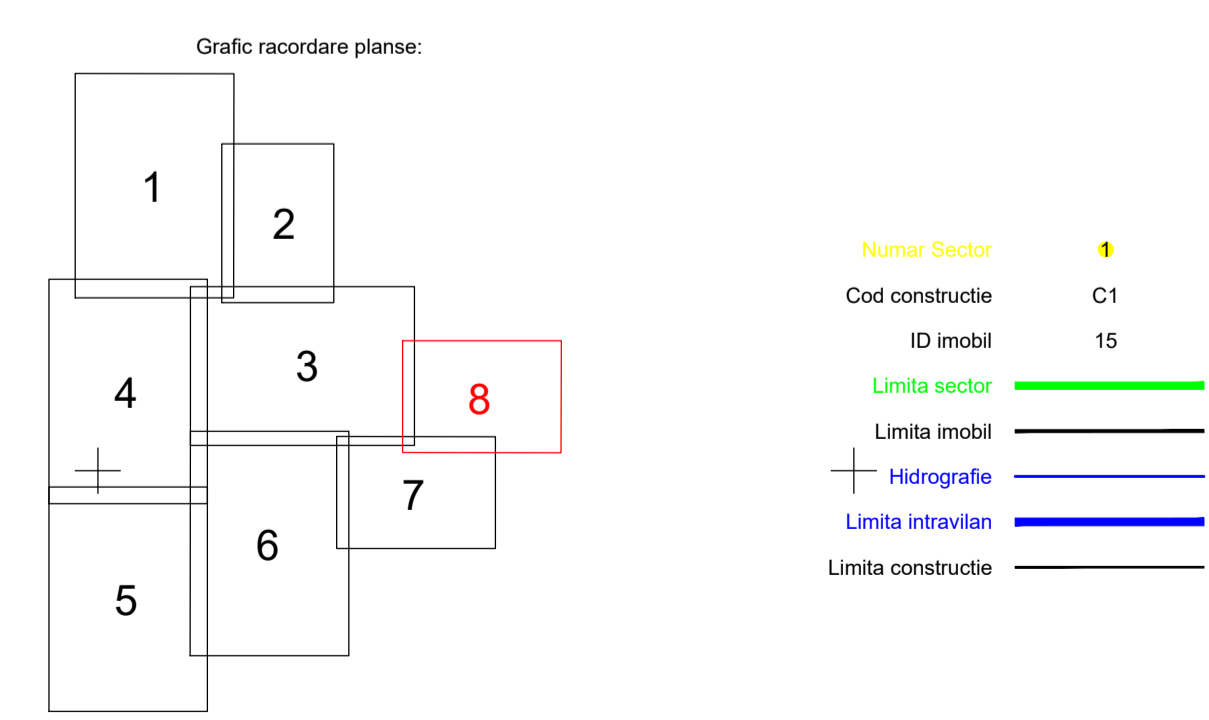 Grafic racordare planse:
1
2
3
4
8
7
6
5
Numar Sector 1
Cod constructie C1
ID imobil 15
Limita sector
Limita imobil
Hidrografie
Limita intravilan
Limita constructie